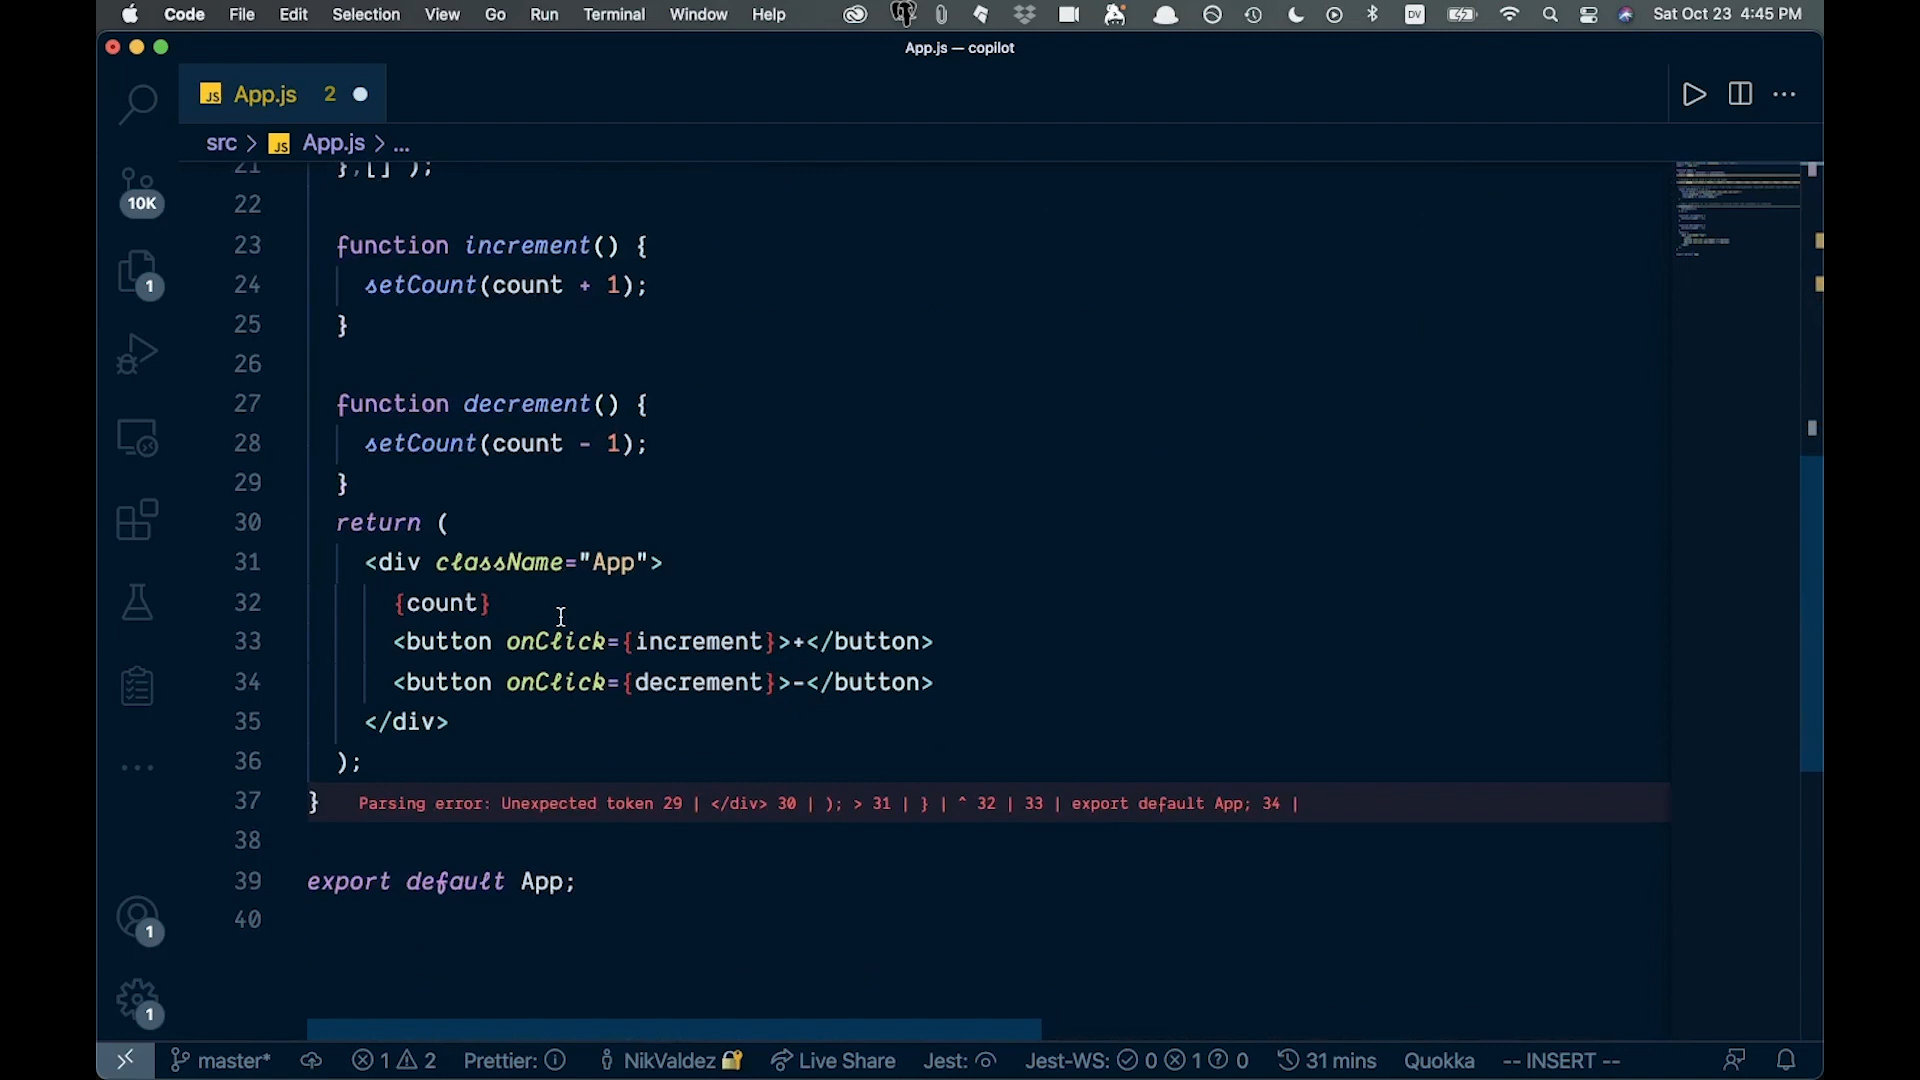 Code File Edit Selection View Go Run Terminal Window Help DV Sat Oct 23 4:45 PM
App.js — copilot
JS App.js 2
src > JS App.js > ...
10K
1
1
1
21 },[] );
22
23 function increment() {
24 setCount(count + 1);
25 }
26
27 function decrement() {
28 setCount(count - 1);
29 }
30 return (
31 <div className="App">
32 {count}
33 <button onClick={increment}>+</button>
34 <button onClick={decrement}>-</button>
35 </div>
36 );
37 } Parsing error: Unexpected token 29 | </div> 30 | ); > 31 | } | ^ 32 | 33 | export default App; 34 |
38
39 export default App;
40
master* 1 2 Prettier: NikValdez Live Share Jest: Jest-WS: 0 1 0 31 mins Quokka -- INSERT --